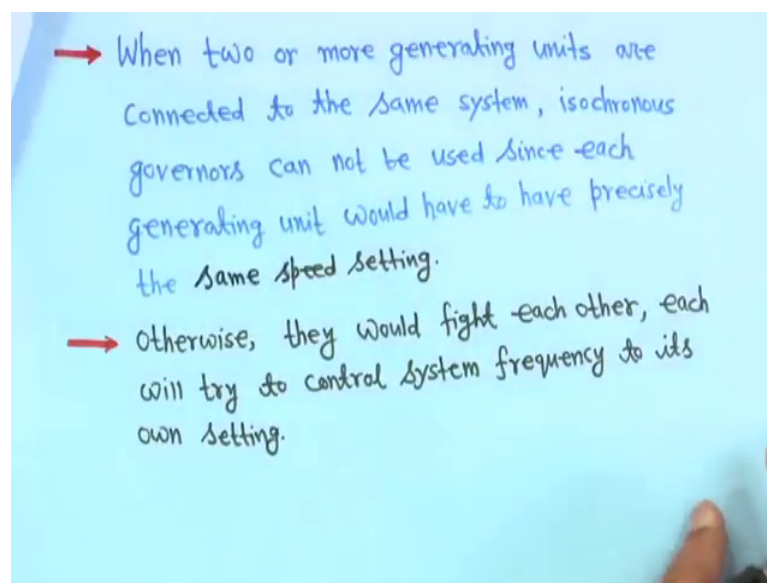 When two or more generating units are
Connected to the same system, isochronous
governors can not be used since each
generating unit would have to have precisely
the same speed setting.
Otherwise, they would fight each other, each
will try to control system frequency to its
own setting.